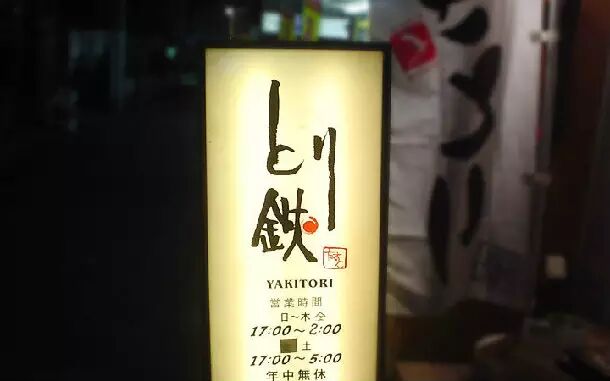 とり
鉄
YAKITORI
営業時間
日~木
17:00~2:00
土
17:00~5:00
年中無休